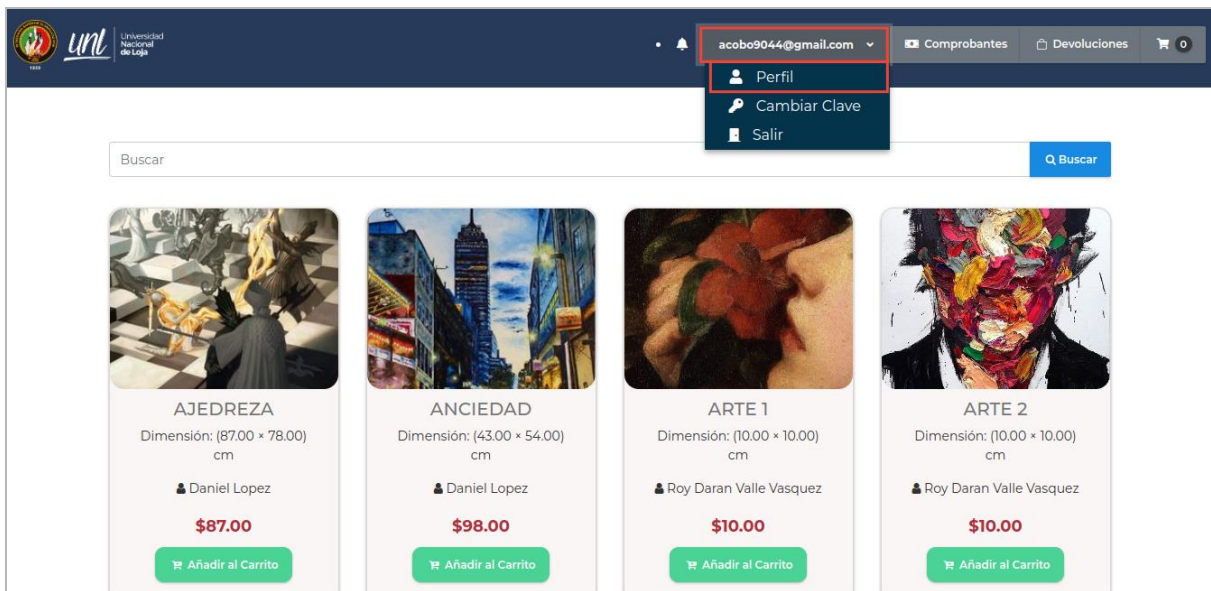 1859
unl
Universidad
Nacional
de Loja
acobo9044@gmail.com
Comprobantes
Devoluciones
0
Perfil
Cambiar Clave
Salir
Buscar
Buscar
AJEDREZA
Dimensión: (87.00 × 78.00)
cm
Daniel Lopez
$87.00
Añadir al Carrito
ANCIEDAD
Dimensión: (43.00 × 54.00)
cm
Daniel Lopez
$98.00
Añadir al Carrito
ARTE 1
Dimensión: (10.00 × 10.00)
cm
Roy Daran Valle Vasquez
$10.00
Añadir al Carrito
ARTE 2
Dimensión: (10.00 × 10.00)
cm
Roy Daran Valle Vasquez
$10.00
Añadir al Carrito